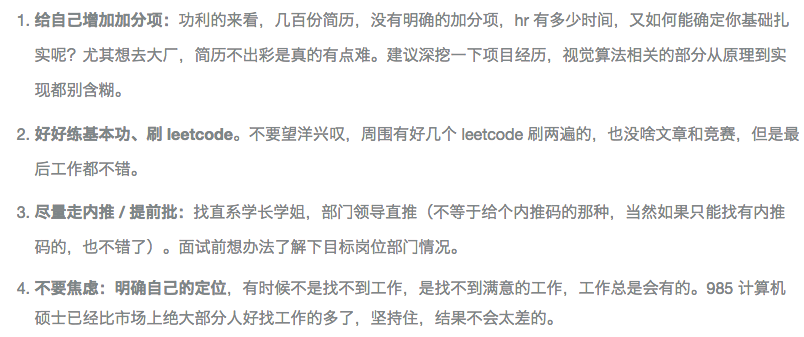 1. 给自己增加加分项：功利的来看，几百份简历，没有明确的加分项，hr 有多少时间，又如何能确定你基础扎
实呢？尤其想去大厂，简历不出彩是真的有点难。建议深挖一下项目经历，视觉算法相关的部分从原理到实
现都别含糊。
2. 好好练基本功、刷 leetcode。不要望洋兴叹，周围有好几个 leetcode 刷两遍的，也没啥文章和竞赛，但是最
后工作都不错。
3. 尽量走内推 / 提前批：找直系学长学姐，部门领导直推（不等于给个内推码的那种，当然如果只能找有内推
码的，也不错了）。面试前想办法了解下目标岗位部门情况。
4. 不要焦虑：明确自己的定位，有时候不是找不到工作，是找不到满意的工作，工作总是会有的。985 计算机
硕士已经比市场上绝大部分人好找工作的多了，坚持住，结果不会太差的。